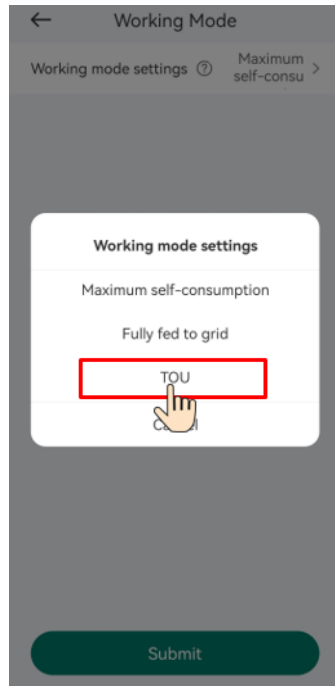 Working Mode
Working mode settings ? Maximum
self-consu
Working mode settings
Maximum self-consumption
Fully fed to grid
TOU
Submit